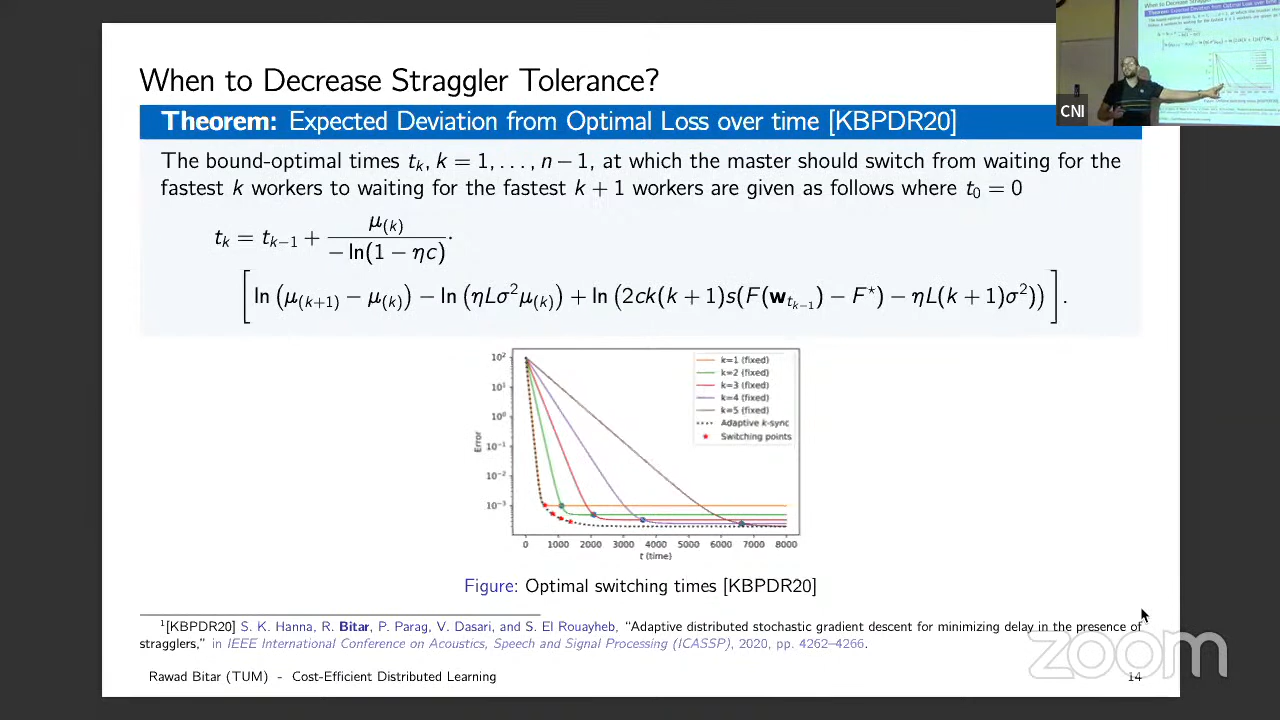 When to Decrease Straggler Tolerance?
Theorem: Expected Deviation from Optimal Loss over time [KBPDR20]
The bound-optimal times t_k, k = 1, . . . , n − 1, at which the master should switch from waiting for the
fastest k workers to waiting for the fastest k + 1 workers are given as follows where t_0 = 0
t_k = t_{k−1} + μ_(k) / −ln(1 − ηc) ·
[ln (μ_(k+1) − μ_(k)) − ln (ηLσ²μ_(k)) + ln (2ck(k + 1)s(F(w_{t_{k−1}}) − F*) − ηL(k + 1)σ²))].
10²
10¹
10⁰
10⁻¹
10⁻²
10⁻³
Error
k=1 (fixed)
k=2 (fixed)
k=3 (fixed)
k=4 (fixed)
k=5 (fixed)
Adaptive k-sync
Switching points
0 1000 2000 3000 4000 5000 6000 7000 8000
t (time)
Figure: Optimal switching times [KBPDR20]
¹[KBPDR20] S. K. Hanna, R. Bitar, P. Parag, V. Dasari, and S. El Rouayheb, "Adaptive distributed stochastic gradient descent for minimizing delay in the presence of
stragglers," in IEEE International Conference on Acoustics, Speech and Signal Processing (ICASSP), 2020, pp. 4262–4266.
Rawad Bitar (TUM) - Cost-Efficient Distributed Learning
14
zoom
CNI
When to Decrease Straggler Tolerance?